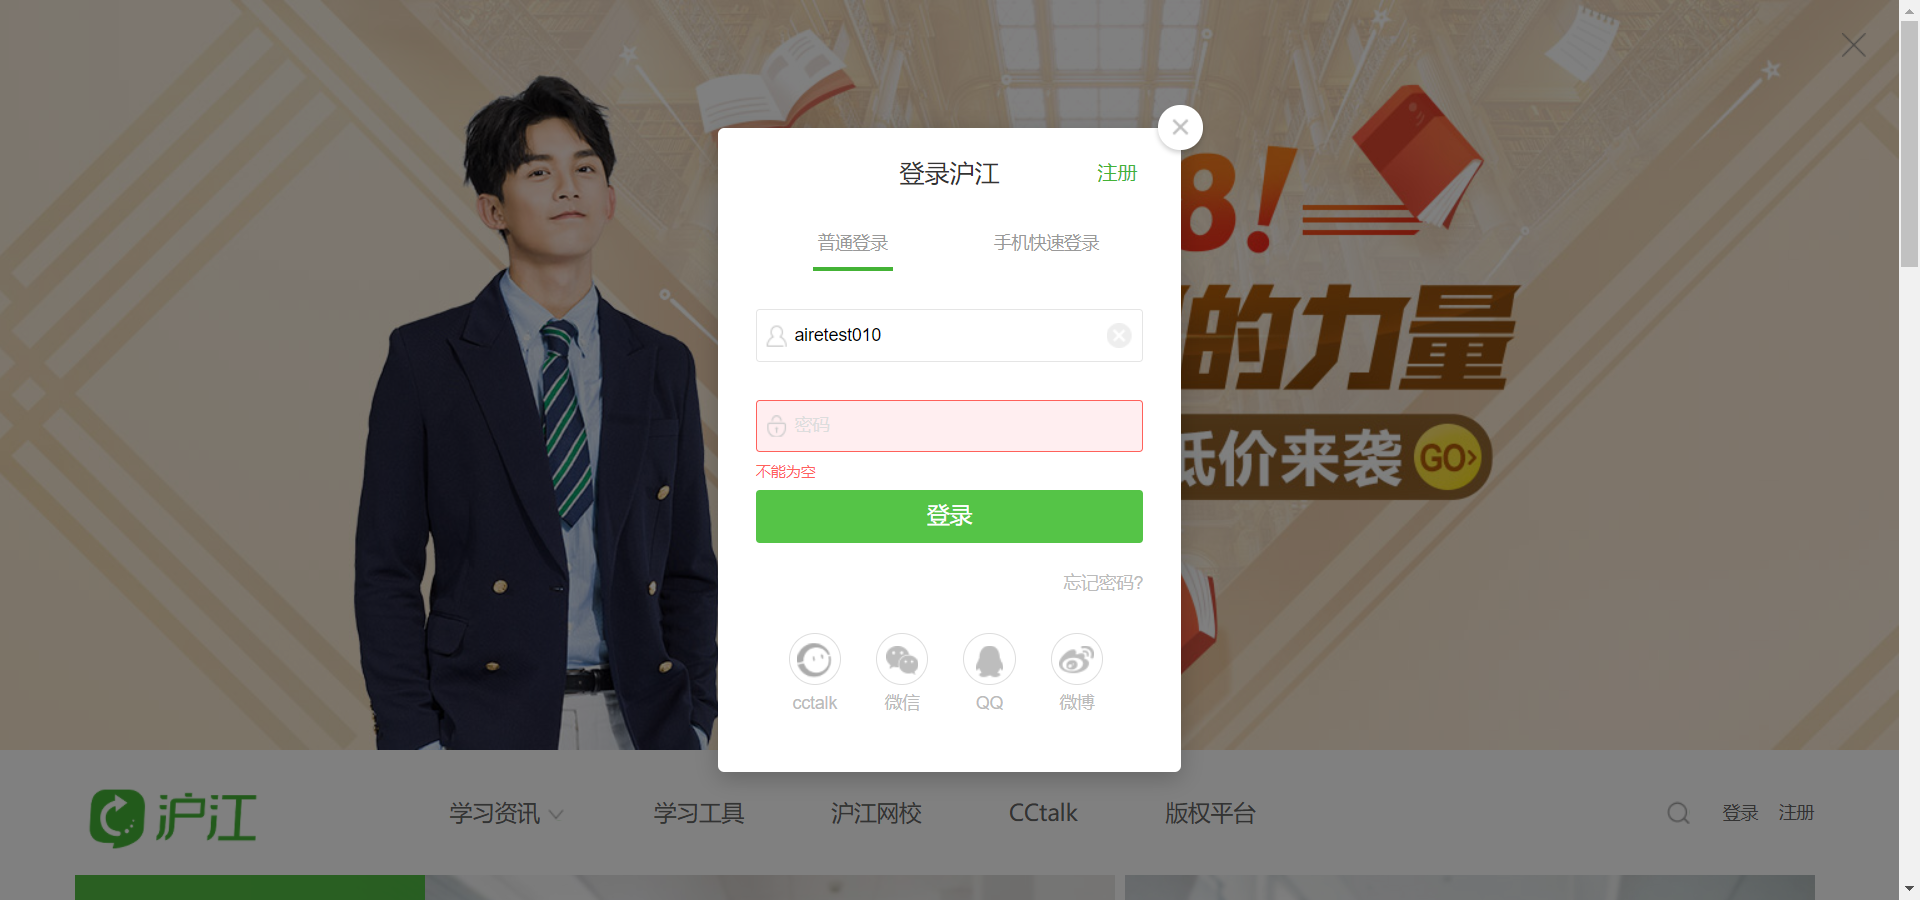 登录沪江
注册
普通登录
手机快速登录
airetest010
密码
不能为空
登录
忘记密码?
cctalk
微信
QQ
微博
8!
的力量
低价来袭 GO>
沪江
学习资讯
学习工具
沪江网校
CCtalk
版权平台
登录
注册